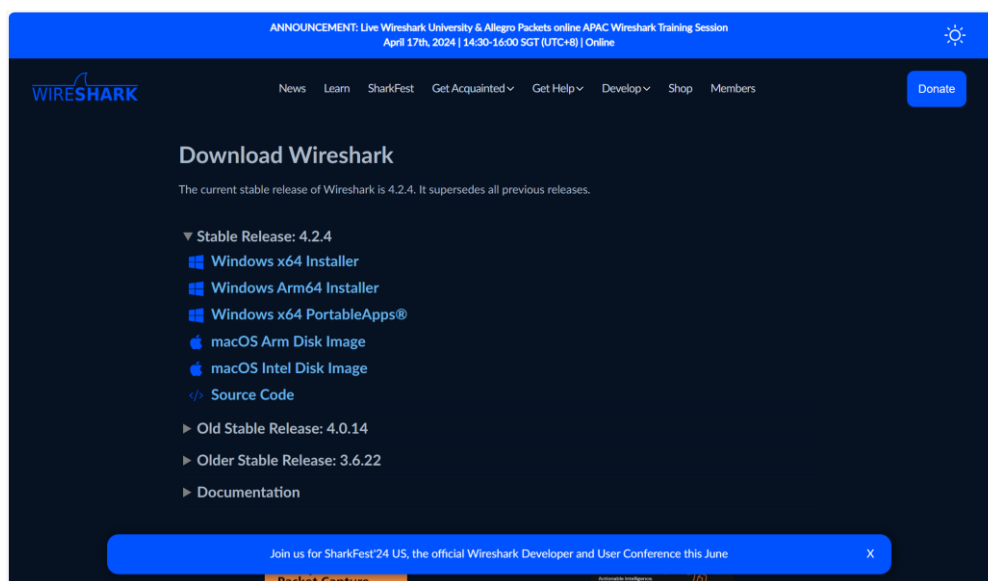 ANNOUNCEMENT: Live Wireshark University & Allegro Packets online APAC Wireshark Training Session
April 17th, 2024 | 14:30-16:00 SGT (UTC+8) | Online
WIRESHARK
News Learn SharkFest Get Acquainted Get Help Develop Shop Members
Donate
Download Wireshark
The current stable release of Wireshark is 4.2.4. It supersedes all previous releases.
Stable Release: 4.2.4
Windows x64 Installer
Windows Arm64 Installer
Windows x64 PortableApps®
macOS Arm Disk Image
macOS Intel Disk Image
</> Source Code
Old Stable Release: 4.0.14
Older Stable Release: 3.6.22
Documentation
Join us for SharkFest'24 US, the official Wireshark Developer and User Conference this June X
Packet Capture
Actionable Intelligence